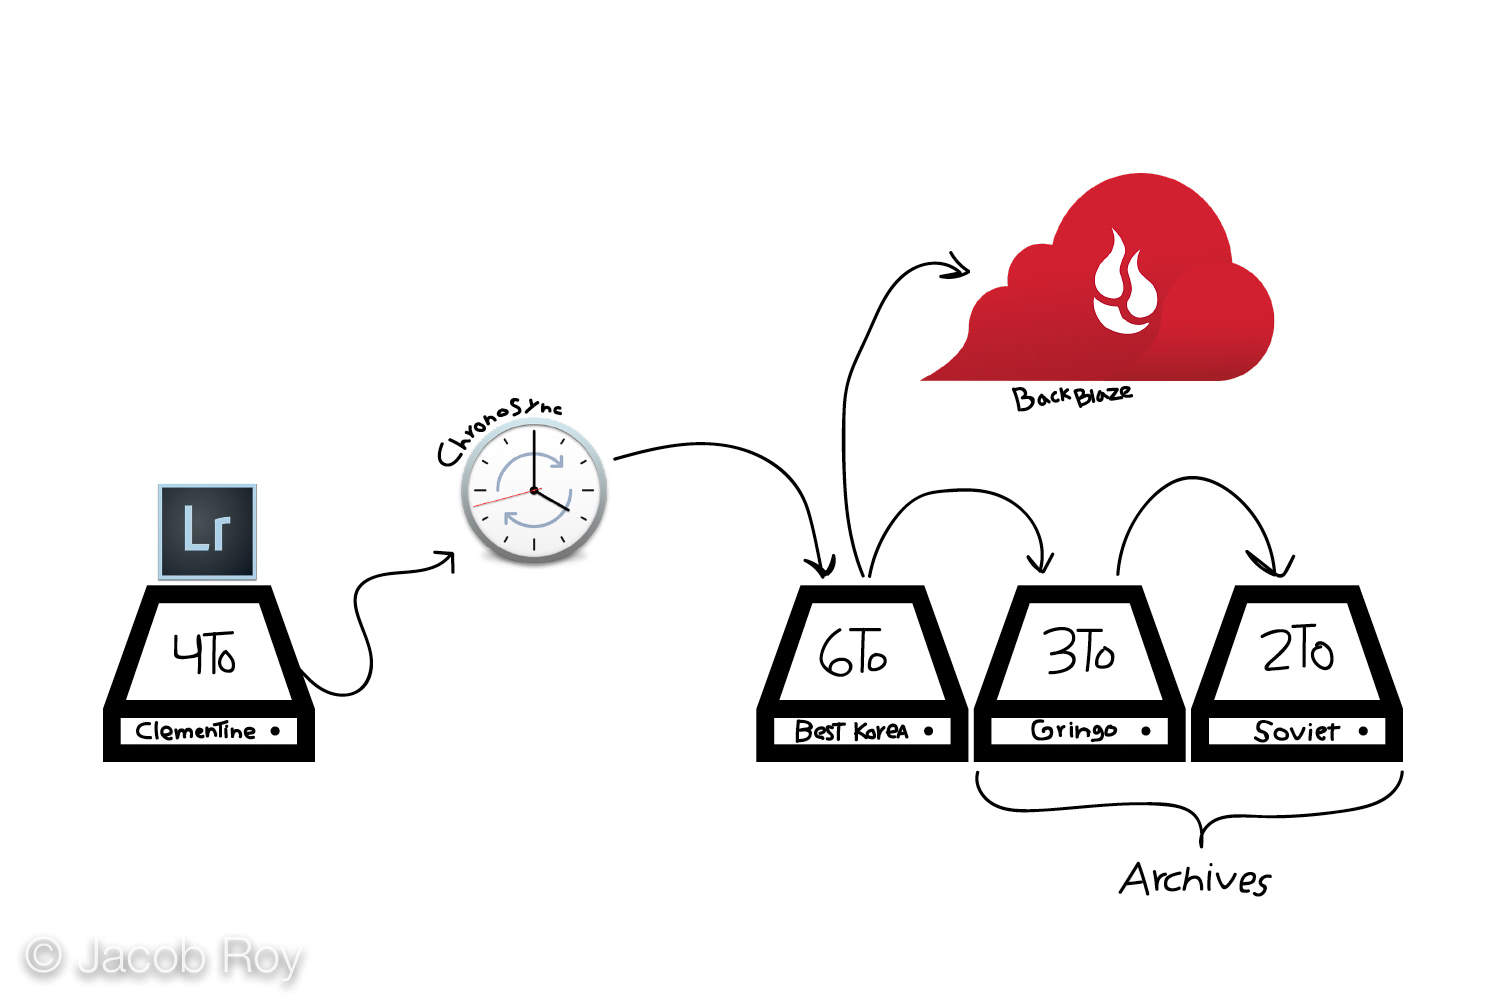 BackBlaze
ChronoSync
Lr
4To
6To
3To
2To
Clementine
Best Korea
Gringo
Soviet
Archives
© Jacob Roy